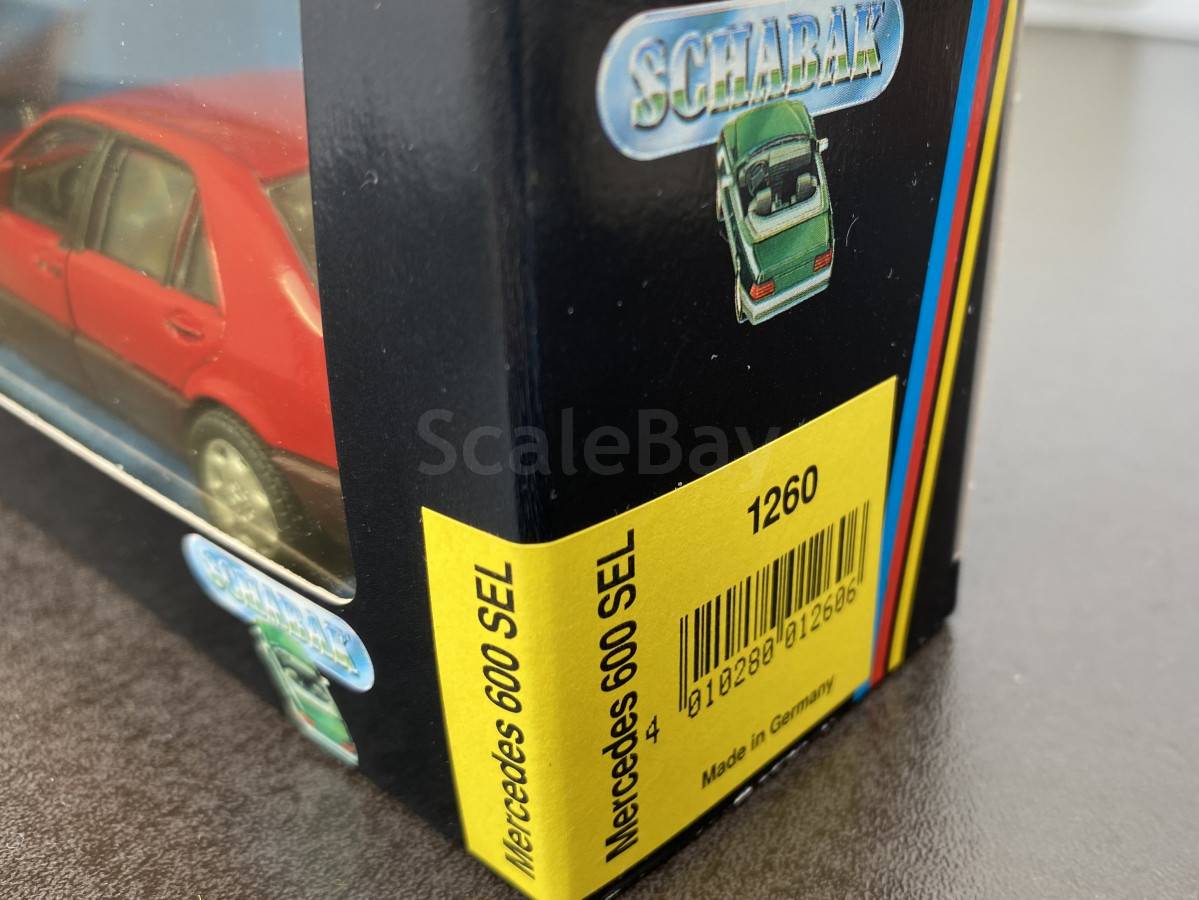 SCHABAK
ScaleBay
1260
Mercedes 600 SEL
Mercedes 600 SEL
4 010280 012606
Made in Germany
SCHABAK